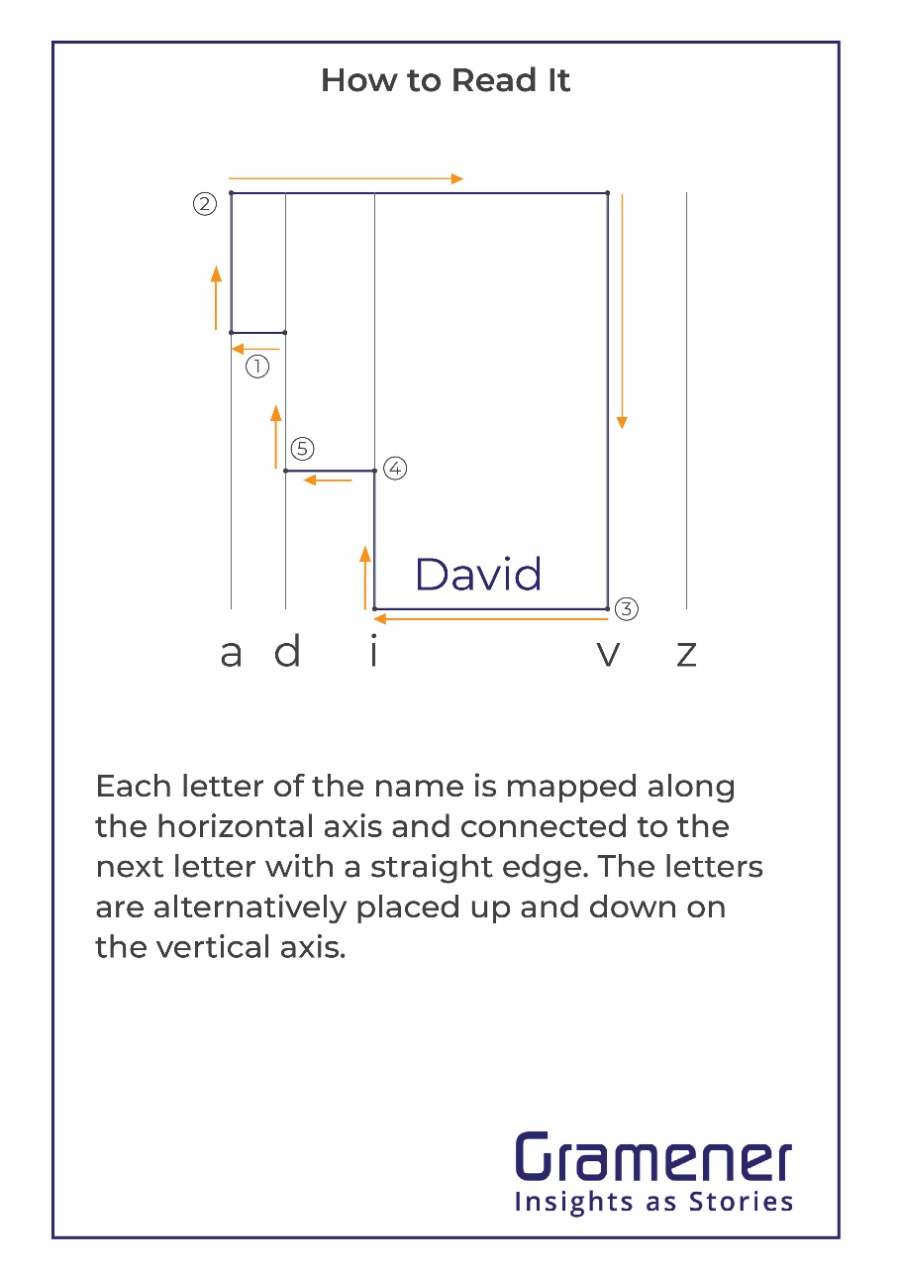 How to Read It
②
①
⑤
④
David
③
a d i v z
Each letter of the name is mapped along
the horizontal axis and connected to the
next letter with a straight edge. The letters
are alternatively placed up and down on
the vertical axis.
Gramener
Insights as Stories